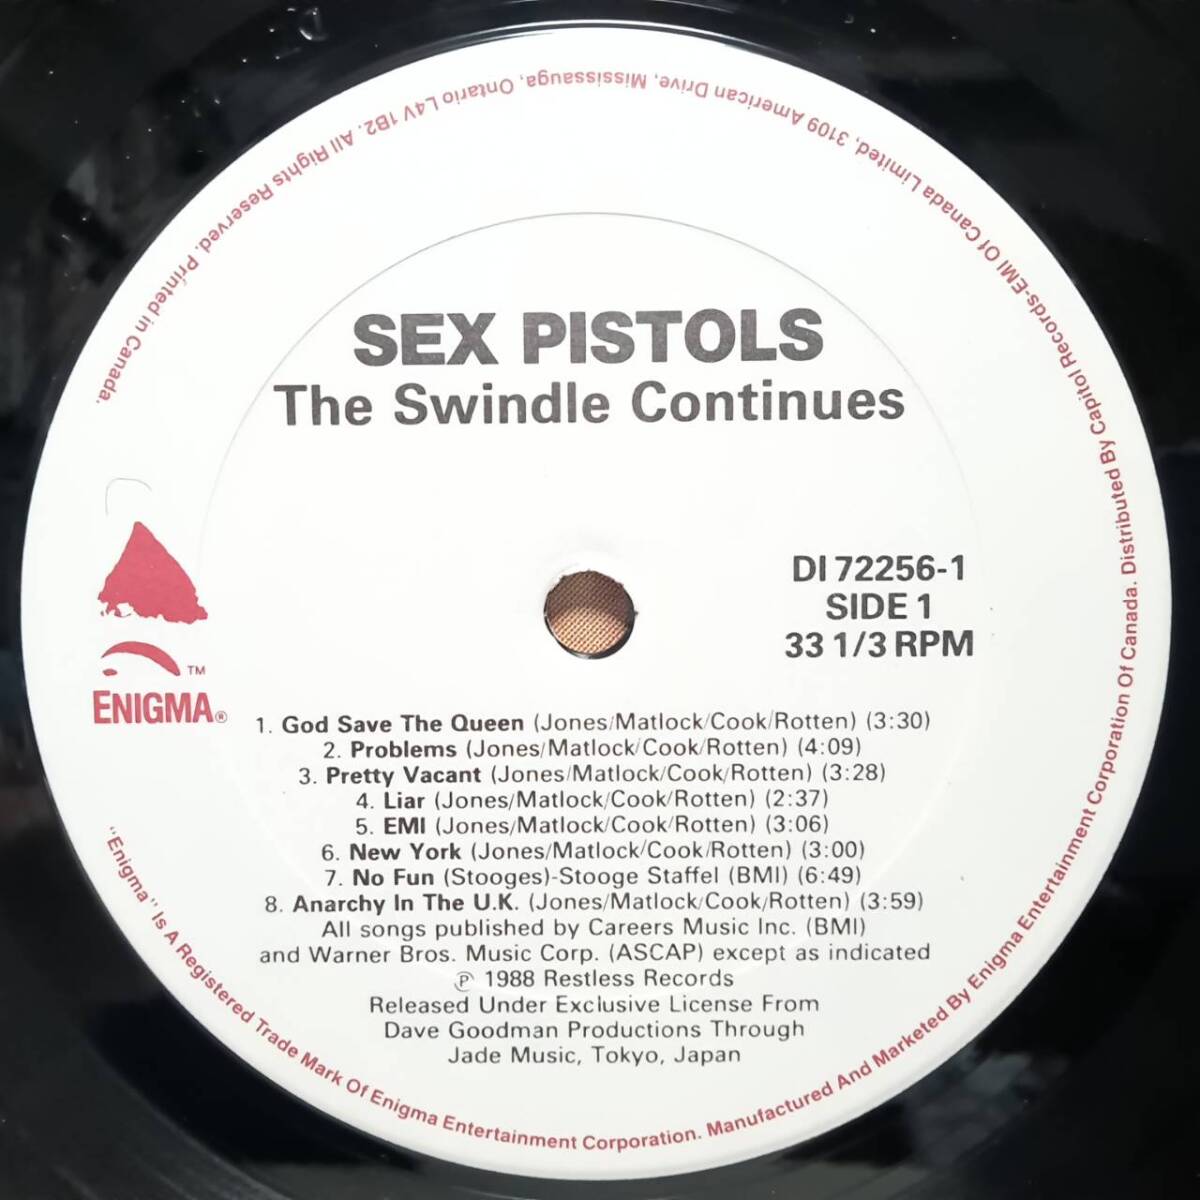 SEX PISTOLS
The Swindle Continues
DI 72256-1
SIDE 1
33 1/3 RPM
TM
ENIGMA®
1. God Save The Queen (Jones/Matlock/Cook/Rotten) (3:30)
2. Problems (Jones/Matlock/Cook/Rotten) (4:09)
3. Pretty Vacant (Jones/Matlock/Cook/Rotten) (3:28)
4. Liar (Jones/Matlock/Cook/Rotten) (2:37)
5. EMI (Jones/Matlock/Cook/Rotten) (3:06)
6. New York (Jones/Matlock/Cook/Rotten) (3:00)
7. No Fun (Stooges)-Stooge Staffel (BMI) (6:49)
8. Anarchy In The U.K. (Jones/Matlock/Cook/Rotten) (3:59)
All songs published by Careers Music Inc. (BMI)
and Warner Bros. Music Corp. (ASCAP) except as indicated
℗ 1988 Restless Records
Released Under Exclusive License From
Dave Goodman Productions Through
Jade Music, Tokyo, Japan
"Enigma" Is A Registered Trade Mark Of Enigma Entertainment Corporation. Manufactured And Marketed By Enigma Entertainment Corporation Of Canada. Distributed By Capitol Records-EMI Of Canada Limited, 3109 American Drive, Mississauga, Ontario L4V 1B2. All Rights Reserved. Printed in Canada.